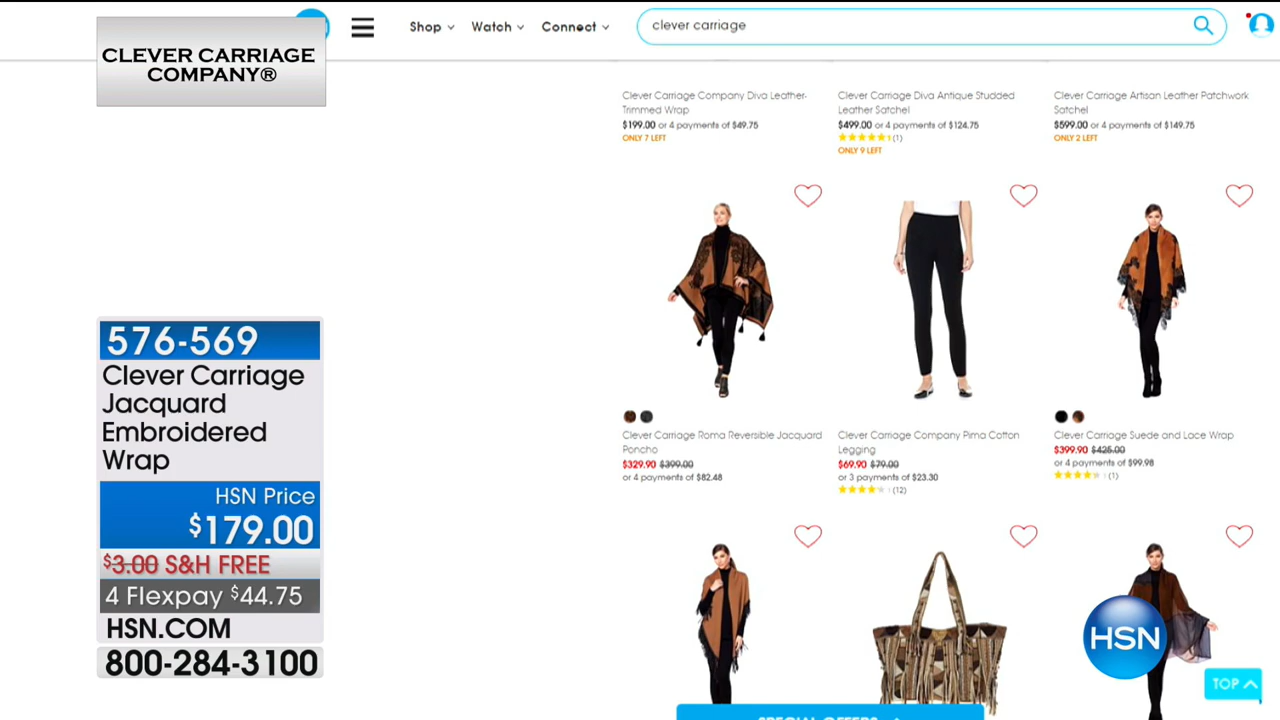 CLEVER CARRIAGE
COMPANY®
Shop
Watch
Connect
clever carriage
Clever Carriage Company Diva Leather-
Trimmed Wrap
$199.00 or 4 payments of $49.75
ONLY 7 LEFT
Clever Carriage Diva Antique Studded
Leather Satchel
$499.00 or 4 payments of $124.75
(1)
ONLY 9 LEFT
Clever Carriage Artisan Leather Patchwork
Satchel
$599.00 or 4 payments of $149.75
ONLY 2 LEFT
576-569
Clever Carriage
Jacquard
Embroidered
Wrap
HSN Price
$179.00
$3.00 S&H FREE
4 Flexpay $44.75
HSN.COM
800-284-3100
Clever Carriage Roma Reversible Jacquard
Poncho
$329.90 $399.00
or 4 payments of $82.48
Clever Carriage Company Pima Cotton
Legging
$69.90 $79.00
or 3 payments of $23.30
(12)
Clever Carriage Suede and Lace Wrap
$399.90 $425.00
or 4 payments of $99.98
(1)
HSN
TOP
SPECIAL OFFERS